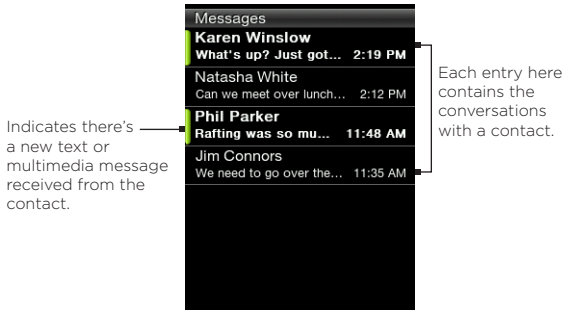 Messages
Karen Winslow
What's up? Just got... 2:19 PM
Natasha White
Can we meet over lunch... 2:12 PM
Phil Parker
Rafting was so mu... 11:48 AM
Jim Connors
We need to go over the... 11:35 AM
Each entry here
contains the
conversations
with a contact.
Indicates there's
a new text or
multimedia message
received from the
contact.